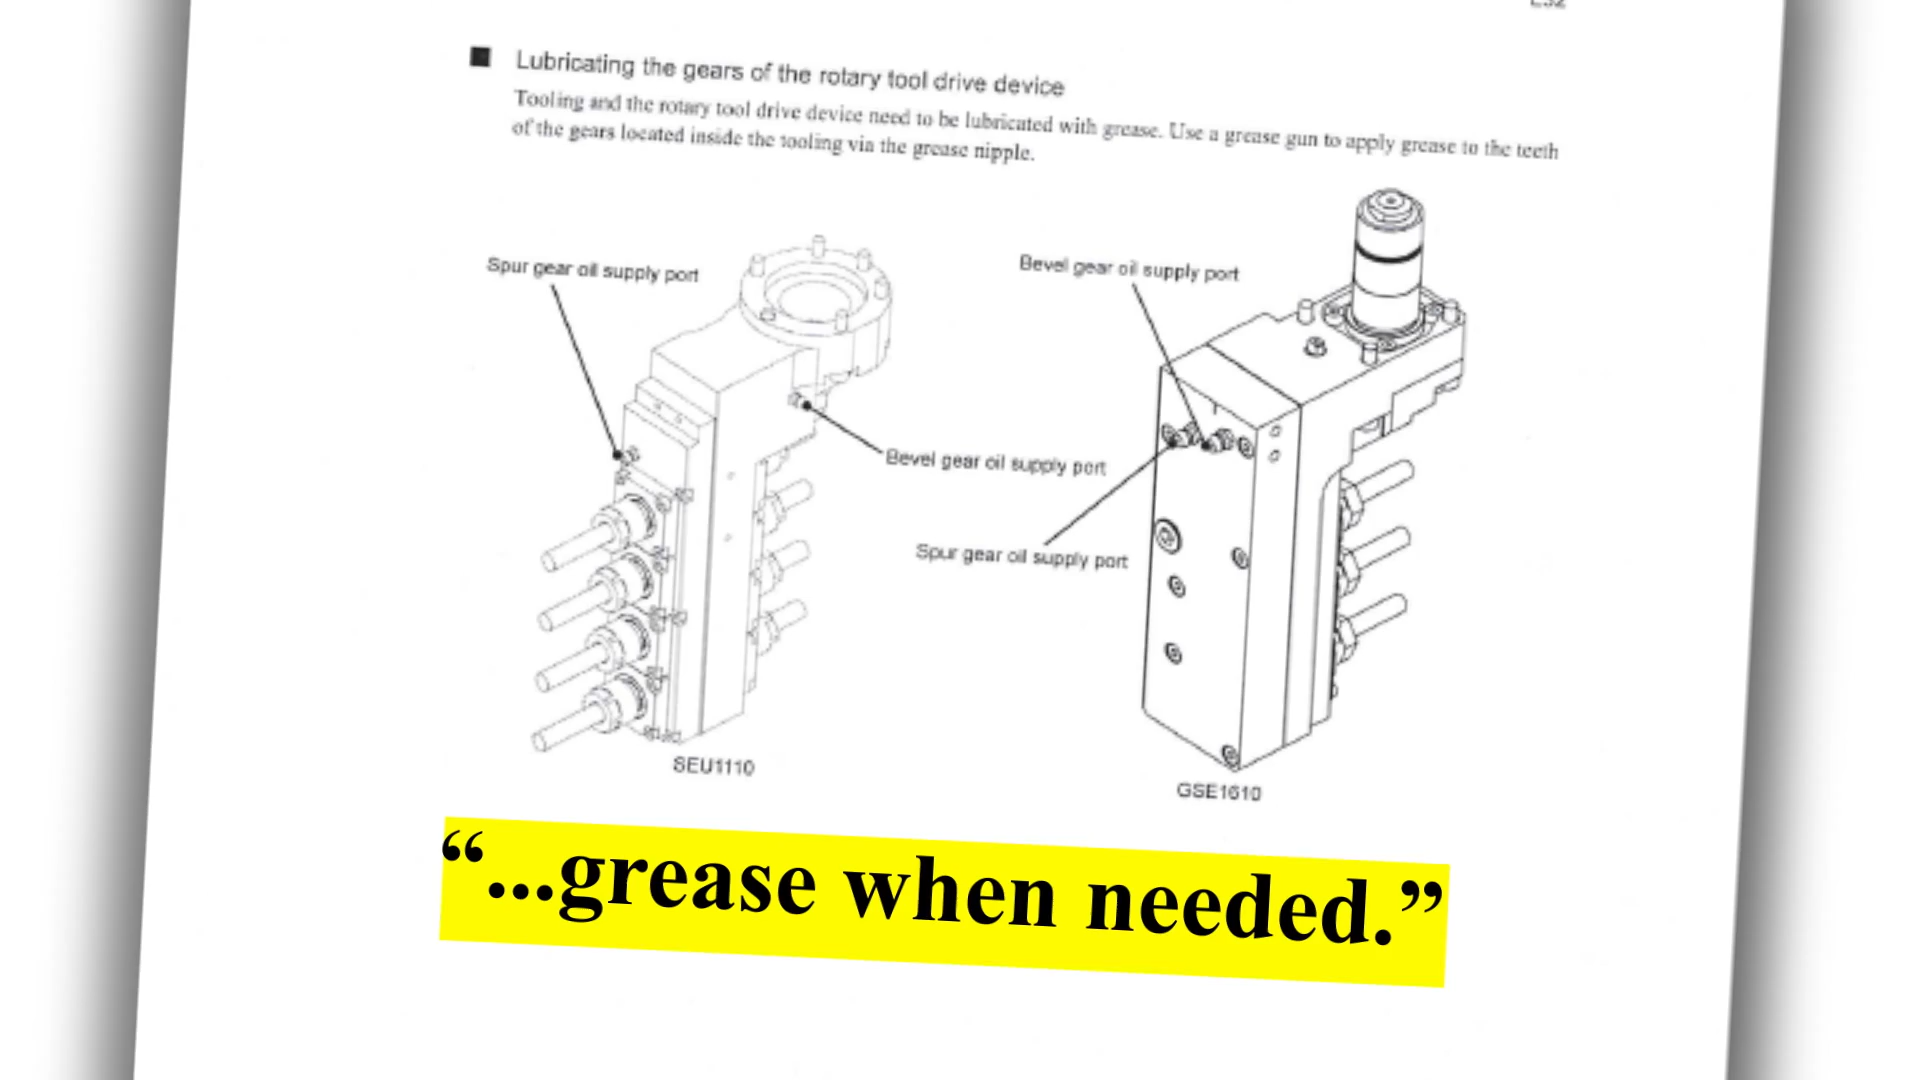 ■ Lubricating the gears of the rotary tool drive device
Tooling and the rotary tool drive device need to be lubricated with grease. Use a grease gun to apply grease to the teeth
of the gears located inside the tooling via the grease nipple.
Spur gear oil supply port
Bevel gear oil supply port
Bevel gear oil supply port
Spur gear oil supply port
SEU1110
GSE1610
“...grease when needed.”